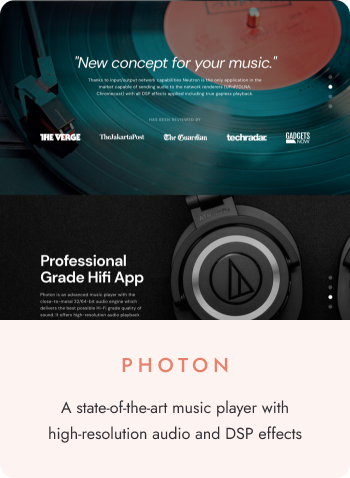 "New concept for your music."
Thanks to input/output network capabilities Neutron is the only application in the
market capable of sending audio to the network renderers (UPnP/DLNA,
Chromecast) with all DSP effects applied including true gapless playback.
HAS BEEN REVIEWED BY
THE VERGE TheJakartaPost The Guardian techradar. GADGETS NOW
Professional
Grade Hifi App
Photon is an advanced music player with the
close-to-metal 32/64-bit audio engine which
delivers the best possible Hi-Fi grade quality of
sound. It offers high-resolution audio playback
PHOTON
A state-of-the-art music player with
high-resolution audio and DSP effects